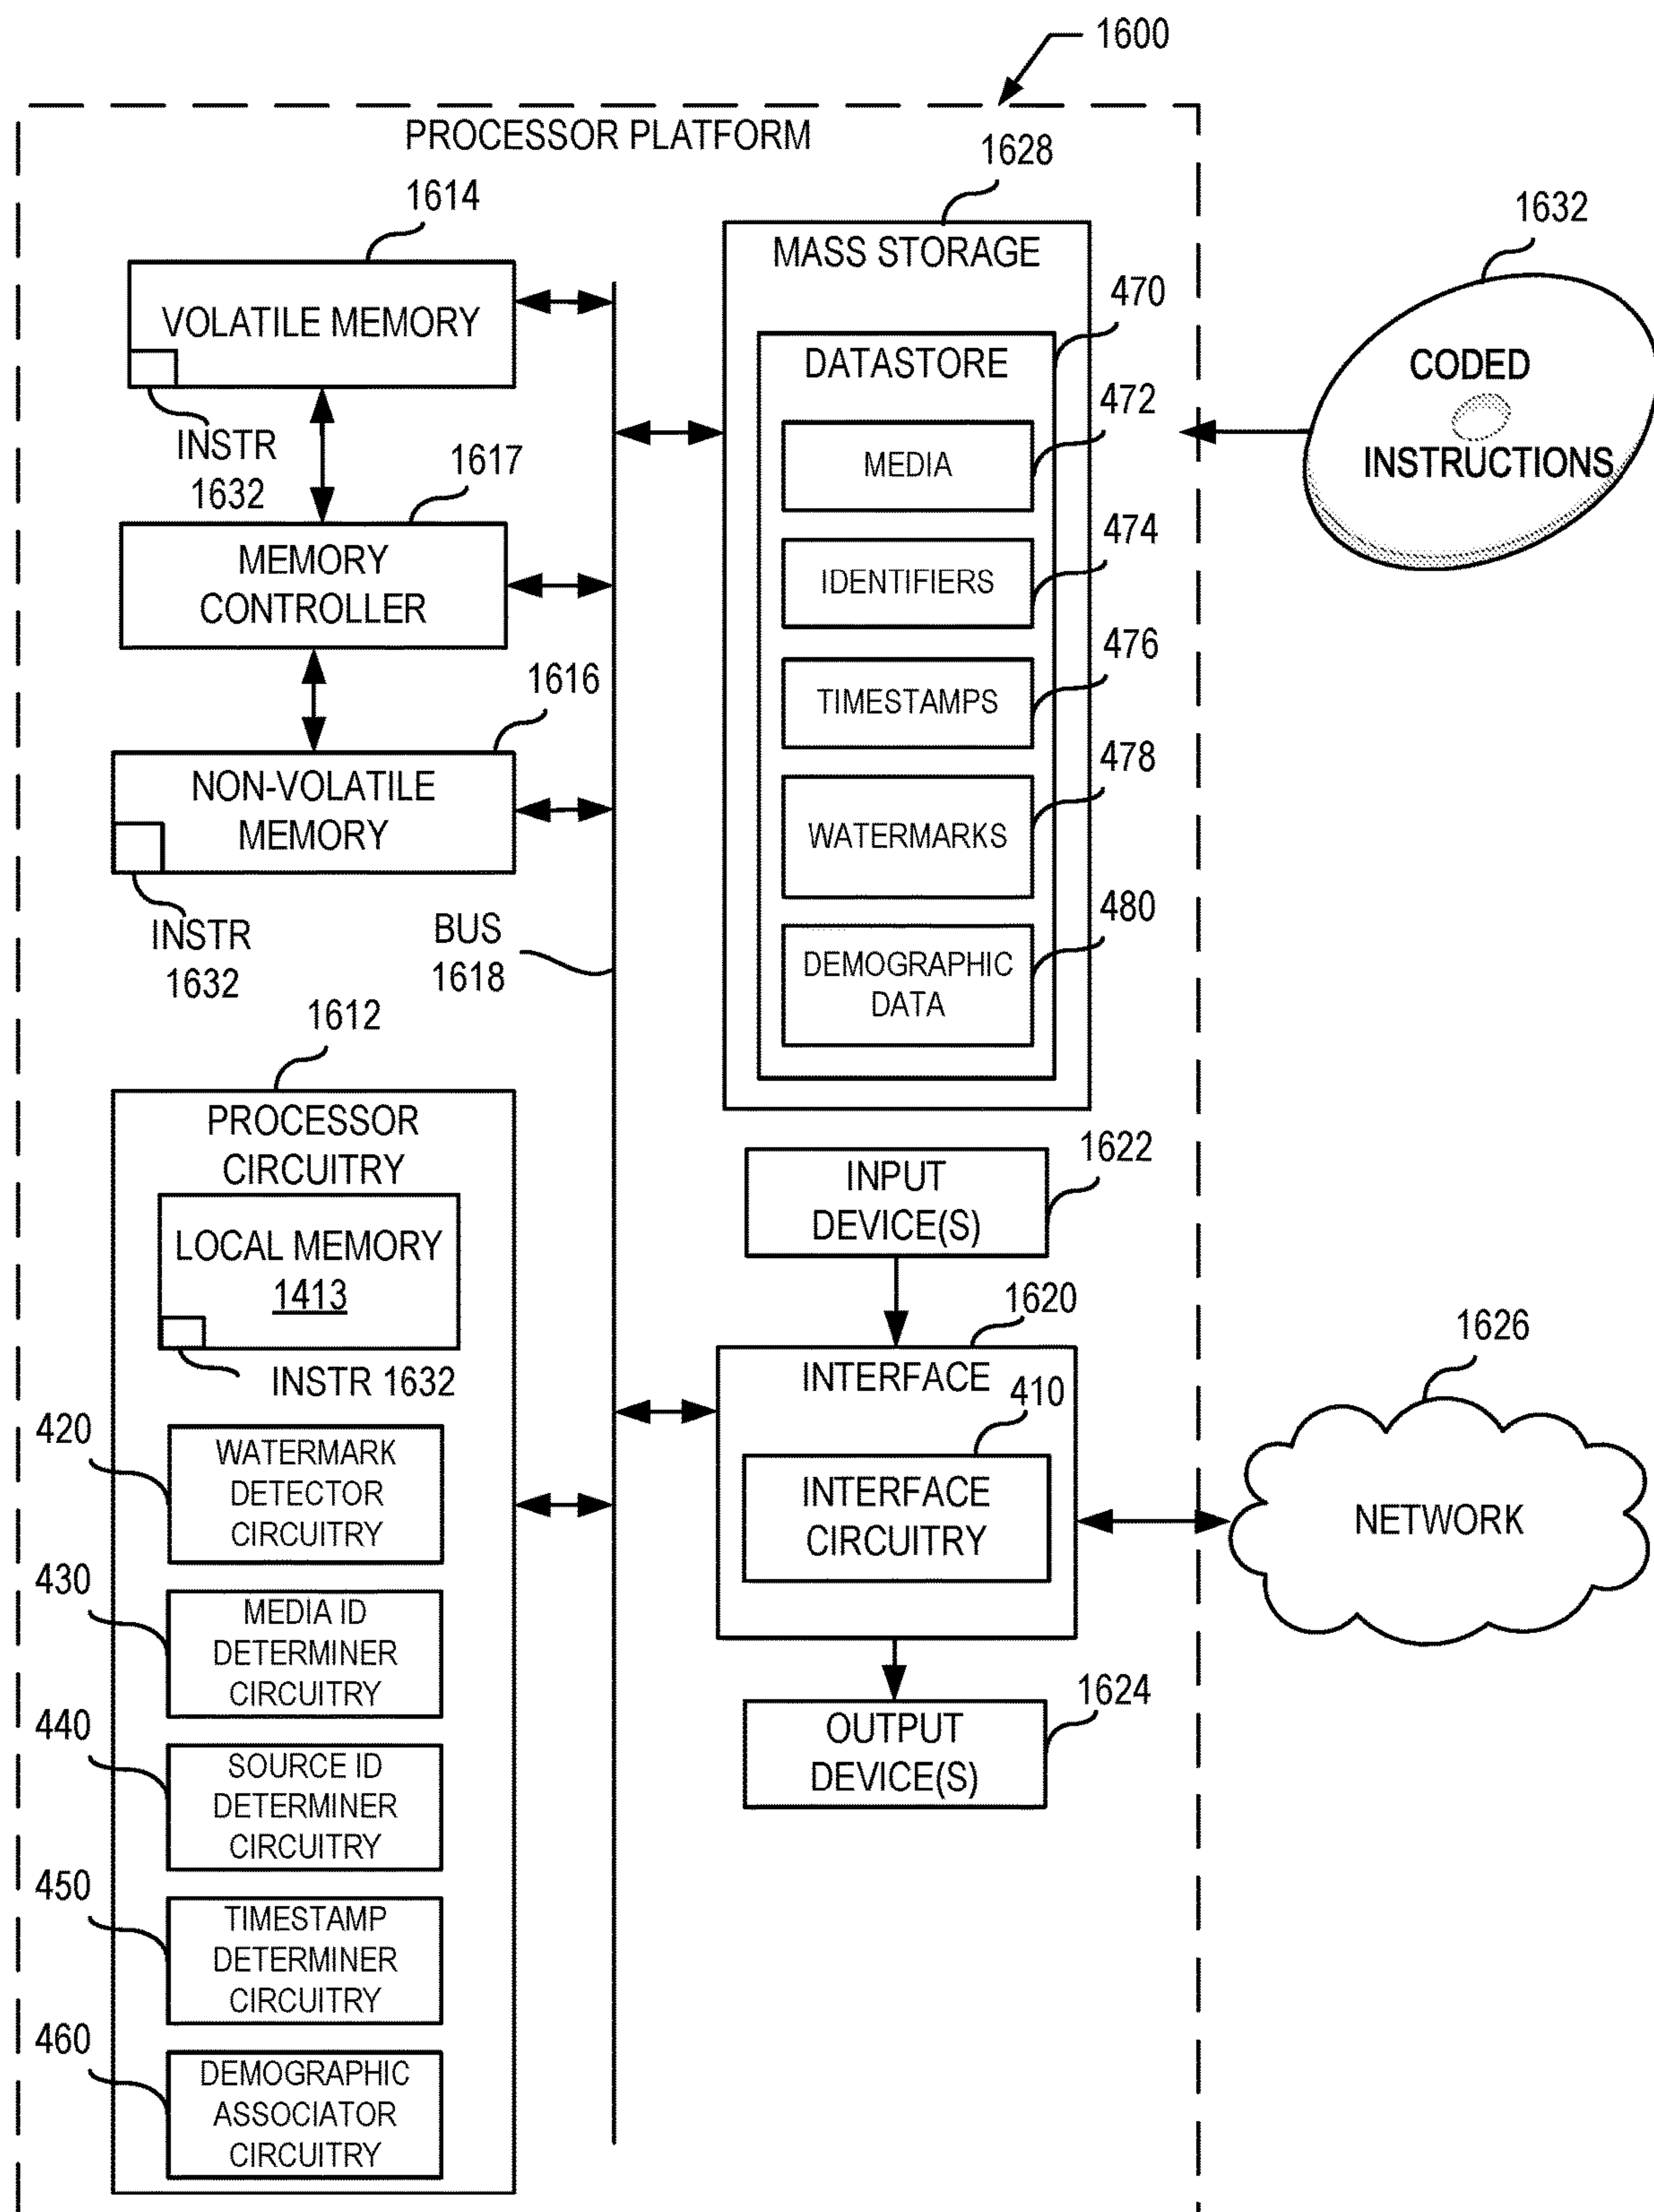 1600
PROCESSOR PLATFORM
1614
VOLATILE MEMORY
INSTR
1632
1617
MEMORY
CONTROLLER
1616
NON-VOLATILE
MEMORY
INSTR
1632
BUS
1618
1612
PROCESSOR
CIRCUITRY
LOCAL MEMORY
1413
INSTR 1632
420
WATERMARK
DETECTOR
CIRCUITRY
430
MEDIA ID
DETERMINER
CIRCUITRY
440
SOURCE ID
DETERMINER
CIRCUITRY
450
TIMESTAMP
DETERMINER
CIRCUITRY
460
DEMOGRAPHIC
ASSOCIATOR
CIRCUITRY
1628
MASS STORAGE
470
DATASTORE
472
MEDIA
474
IDENTIFIERS
476
TIMESTAMPS
478
WATERMARKS
480
DEMOGRAPHIC
DATA
1622
INPUT
DEVICE(S)
1620
INTERFACE
410
INTERFACE
CIRCUITRY
1624
OUTPUT
DEVICE(S)
1632
CODED
INSTRUCTIONS
1626
NETWORK